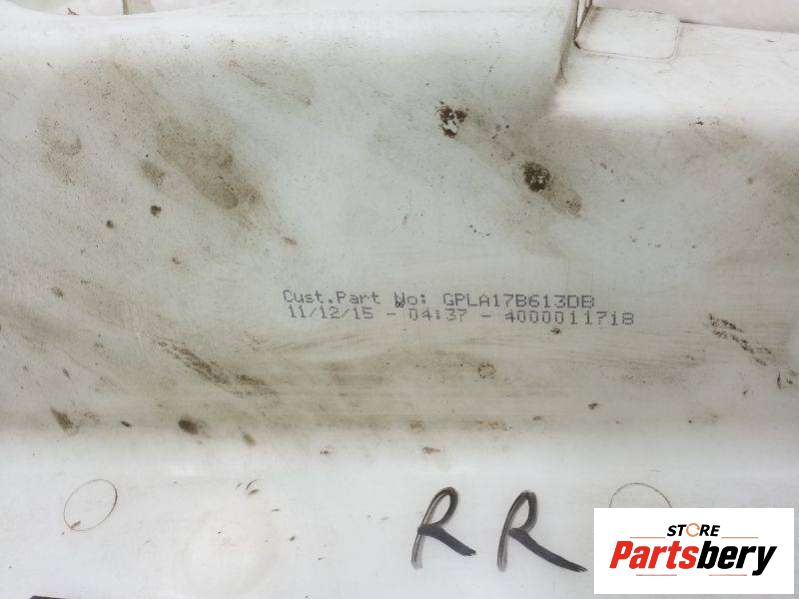 Cust.Part No: GPLA17B613DB
11/12/15 - 04:37 - 4000011718
RR
STORE
Partsbery